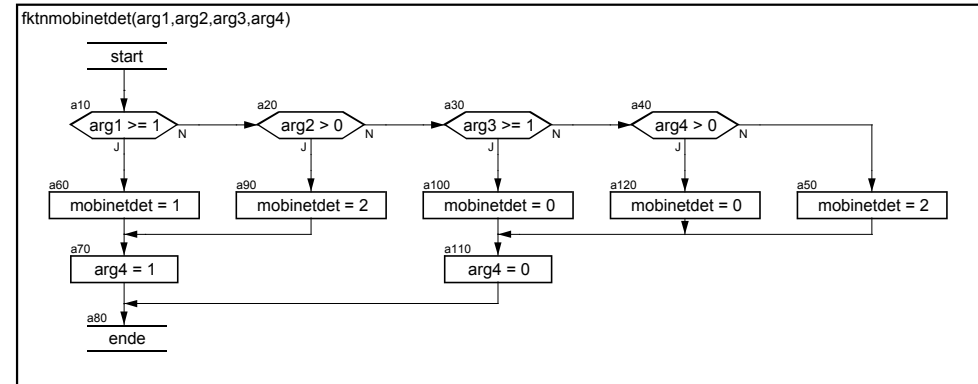 fktnmobinetdet(arg1,arg2,arg3,arg4)
start
a10
arg1 >= 1
N
J
a20
arg2 > 0
N
J
a30
arg3 >= 1
N
J
a40
arg4 > 0
N
J
a60
mobinetdet = 1
a90
mobinetdet = 2
a100
mobinetdet = 0
a120
mobinetdet = 0
a50
mobinetdet = 2
a70
arg4 = 1
a110
arg4 = 0
a80
ende